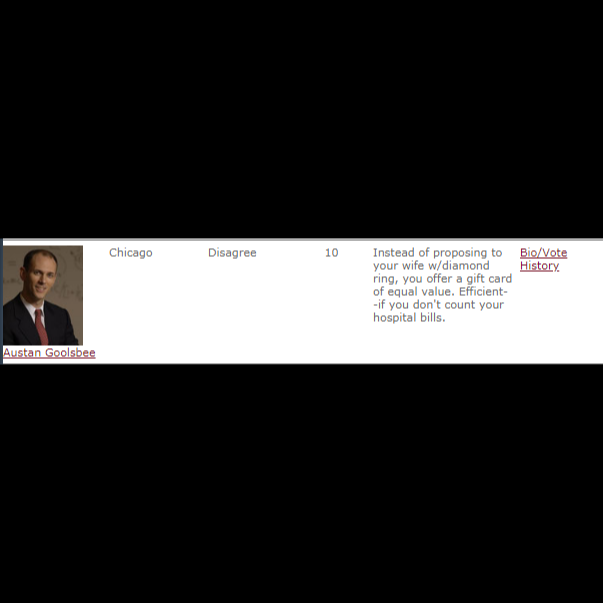 Chicago
Disagree
10
Instead of proposing to
your wife w/diamond
ring, you offer a gift card
of equal value. Efficient-
-if you don't count your
hospital bills.
Bio/Vote
History
Austan Goolsbee